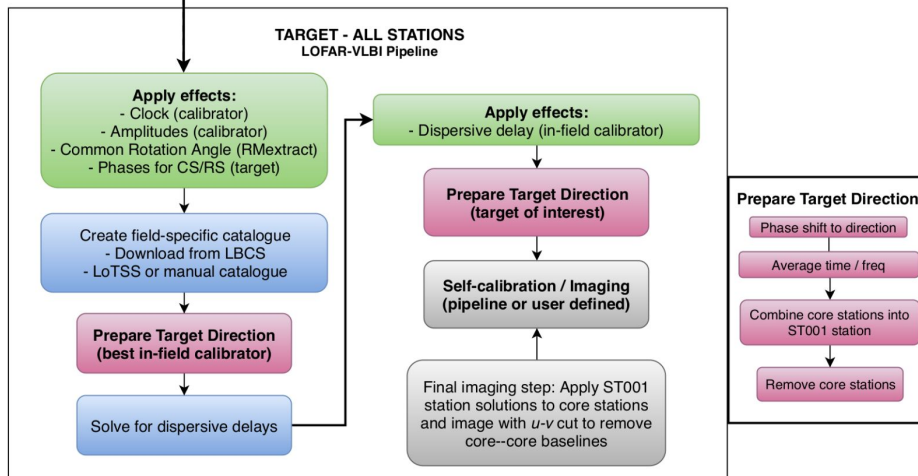 TARGET - ALL STATIONS
LOFAR-VLBI Pipeline
Apply effects:
- Clock (calibrator)
- Amplitudes (calibrator)
- Common Rotation Angle (RMextract)
- Phases for CS/RS (target)
Create field-specific catalogue
- Download from LBCS
- LoTSS or manual catalogue
Prepare Target Direction
(best in-field calibrator)
Solve for dispersive delays
Apply effects:
- Dispersive delay (in-field calibrator)
Prepare Target Direction
(target of interest)
Self-calibration / Imaging
(pipeline or user defined)
Final imaging step: Apply ST001
station solutions to core stations
and image with u-v cut to remove
core--core baselines
Prepare Target Direction
Phase shift to direction
Average time / freq
Combine core stations into
ST001 station
Remove core stations